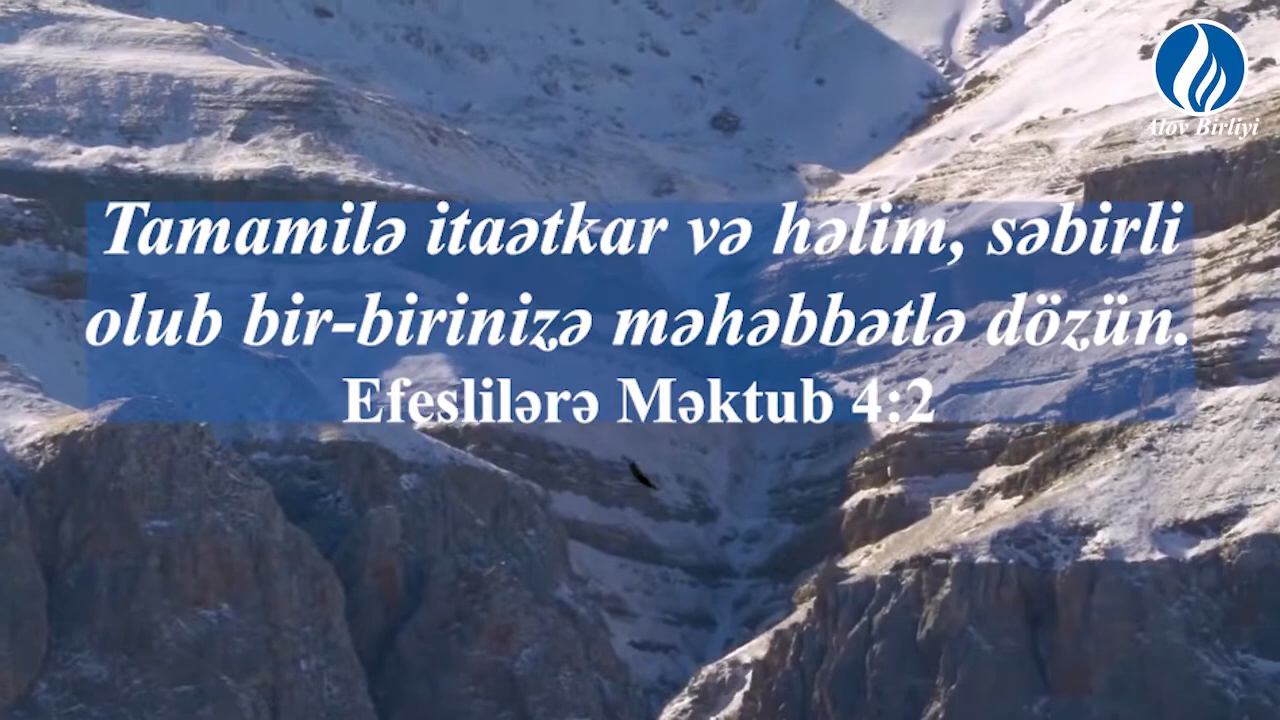 Alov Birliyi
Tamamilə itaətkar və həlim, səbirli
olub bir-birinizə məhəbbətlə dözün.
Efeslilərə Məktub 4:2